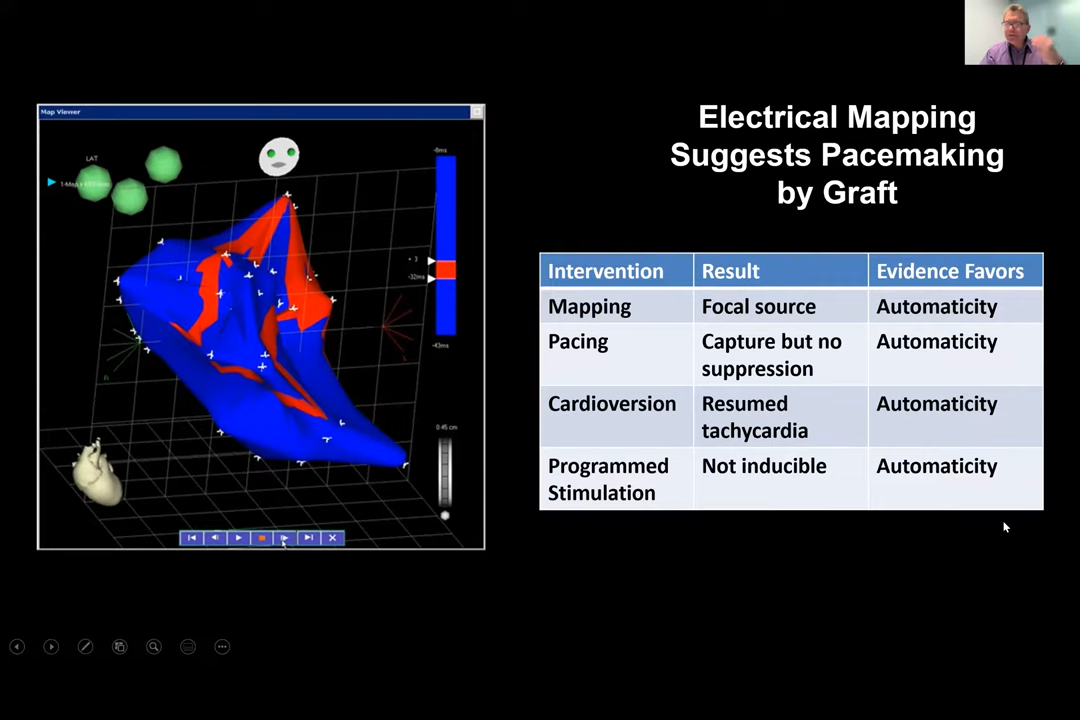 Map Viewer
LAT
-8ms
-32ms
-43ms
0.45 cm
Electrical Mapping
Suggests Pacemaking
by Graft
Intervention Result Evidence Favors
Mapping Focal source Automaticity
Pacing Capture but no suppression Automaticity
Cardioversion Resumed tachycardia Automaticity
Programmed Stimulation Not inducible Automaticity